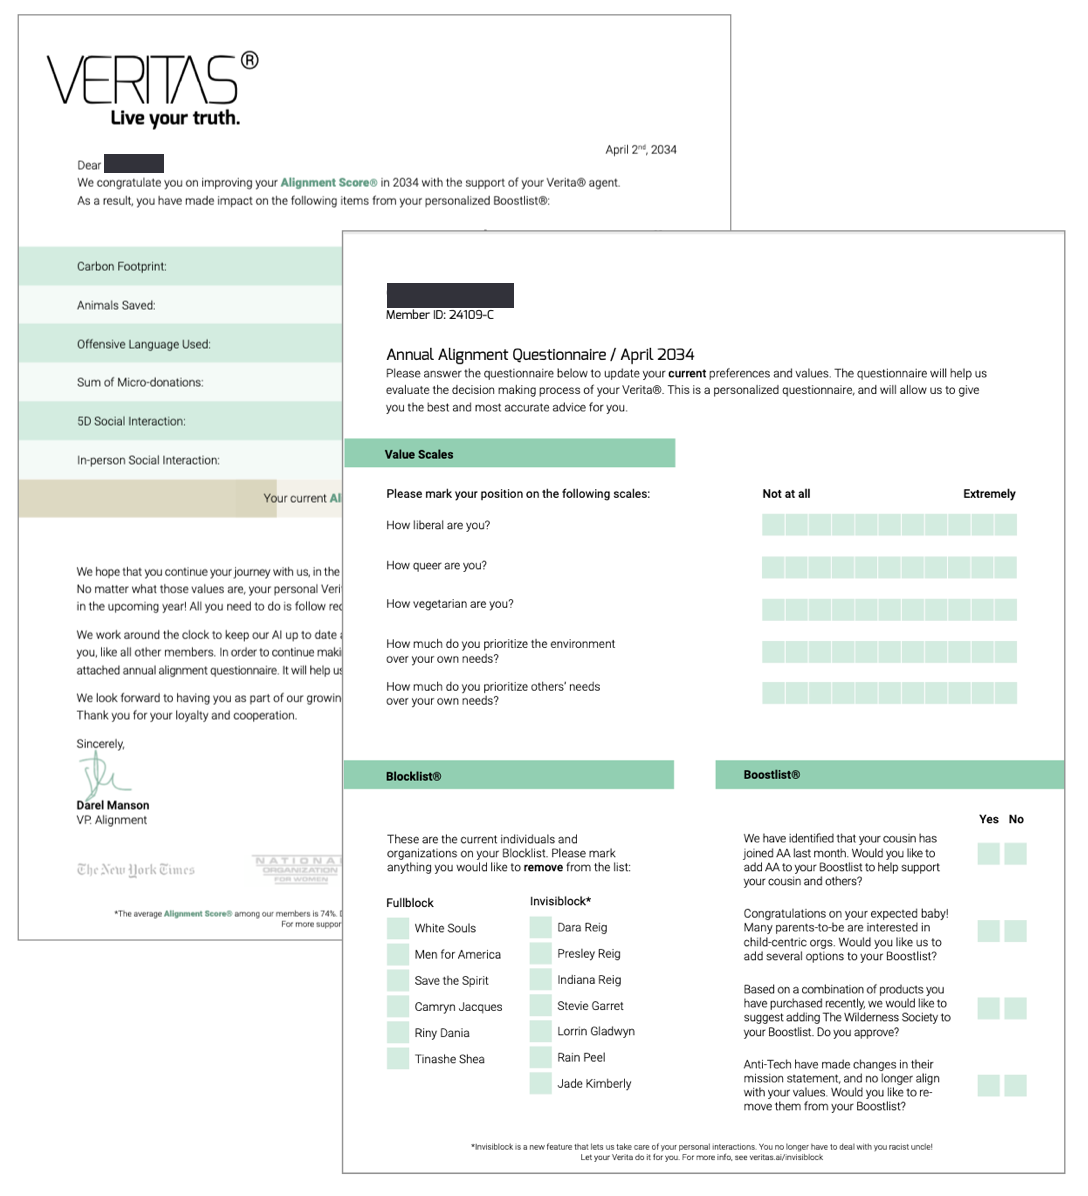 VERITAS®
Live your truth.
April 2nd, 2034
Dear
We congratulate you on improving your Alignment Score® in 2034 with the support of your Verita® agent.
As a result, you have made impact on the following items from your personalized Boostlist®:
Carbon Footprint:
Animals Saved:
Offensive Language Used:
Sum of Micro-donations:
5D Social Interaction:
In-person Social Interaction:
Your current Al
We hope that you continue your journey with us, in the
No matter what those values are, your personal Veri
in the upcoming year! All you need to do is follow rec
We work around the clock to keep our AI up to date a
you, like all other members. In order to continue maki
attached annual alignment questionnaire. It will help us
We look forward to having you as part of our growin
Thank you for your loyalty and cooperation.
Sincerely,
Darel Manson
VP. Alignment
The New York Times
NATIONA
ORGANIZATION
FOR WOMEN
*The average Alignment Score® among our members is 74%.
For more suppor
Member ID: 24109-C
Annual Alignment Questionnaire / April 2034
Please answer the questionnaire below to update your current preferences and values. The questionnaire will help us
evaluate the decision making process of your Verita®. This is a personalized questionnaire, and will allow us to give
you the best and most accurate advice for you.
Value Scales
Please mark your position on the following scales:
Not at all
Extremely
How liberal are you?
How queer are you?
How vegetarian are you?
How much do you prioritize the environment
over your own needs?
How much do you prioritize others' needs
over your own needs?
Blocklist®
These are the current individuals and
organizations on your Blocklist. Please mark
anything you would like to remove from the list:
Fullblock
White Souls
Men for America
Save the Spirit
Camryn Jacques
Riny Dania
Tinashe Shea
Invisiblock*
Dara Reig
Presley Reig
Indiana Reig
Stevie Garret
Lorrin Gladwyn
Rain Peel
Jade Kimberly
Boostlist®
Yes No
We have identified that your cousin has
joined AA last month. Would you like to
add AA to your Boostlist to help support
your cousin and others?
Congratulations on your expected baby!
Many parents-to-be are interested in
child-centric orgs. Would you like us to
add several options to your Boostlist?
Based on a combination of products you
have purchased recently, we would like to
suggest adding The Wilderness Society to
your Boostlist. Do you approve?
Anti-Tech have made changes in their
mission statement, and no longer align
with your values. Would you like to re-
move them from your Boostlist?
*Invisiblock is a new feature that lets us take care of your personal interactions. You no longer have to deal with you racist uncle!
Let your Verita do it for you. For more info, see veritas.ai/invisiblock